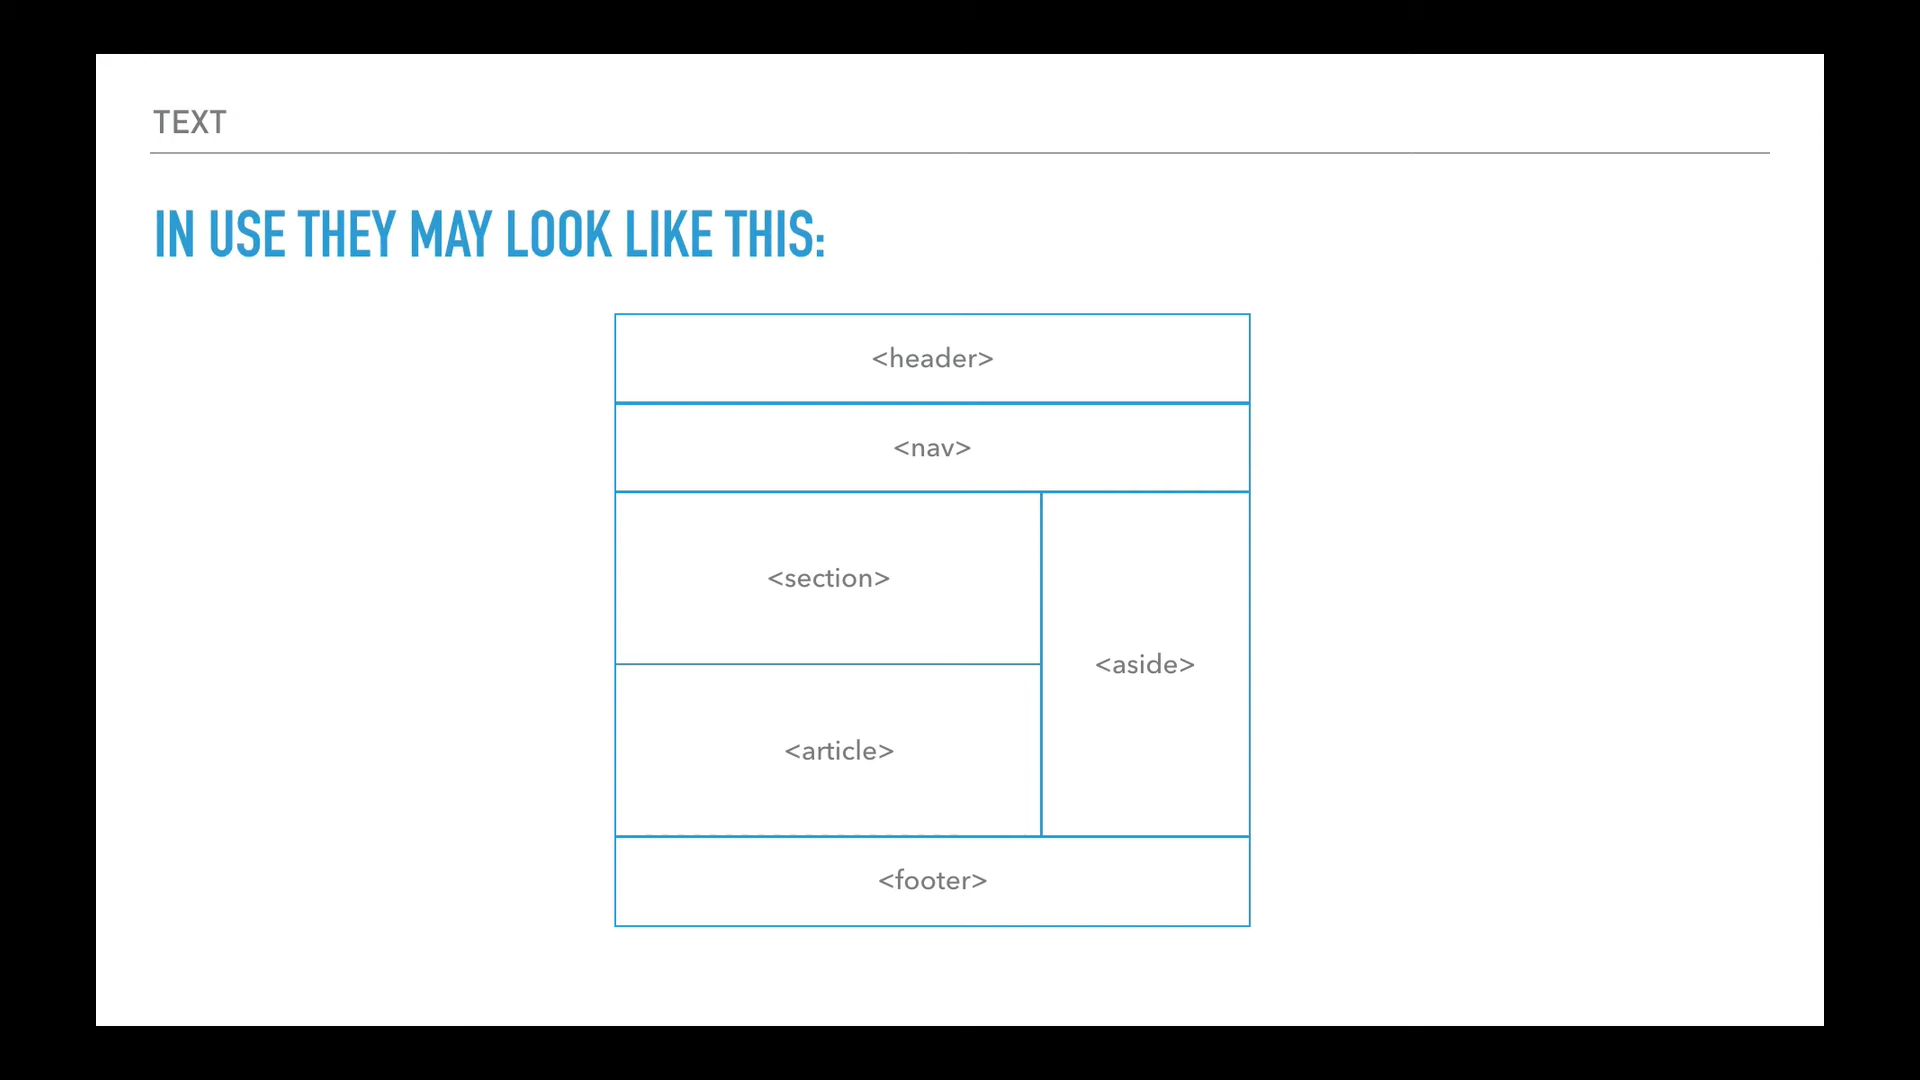 TEXT
IN USE THEY MAY LOOK LIKE THIS:
<header>
<nav>
<section>
<aside>
<article>
<footer>